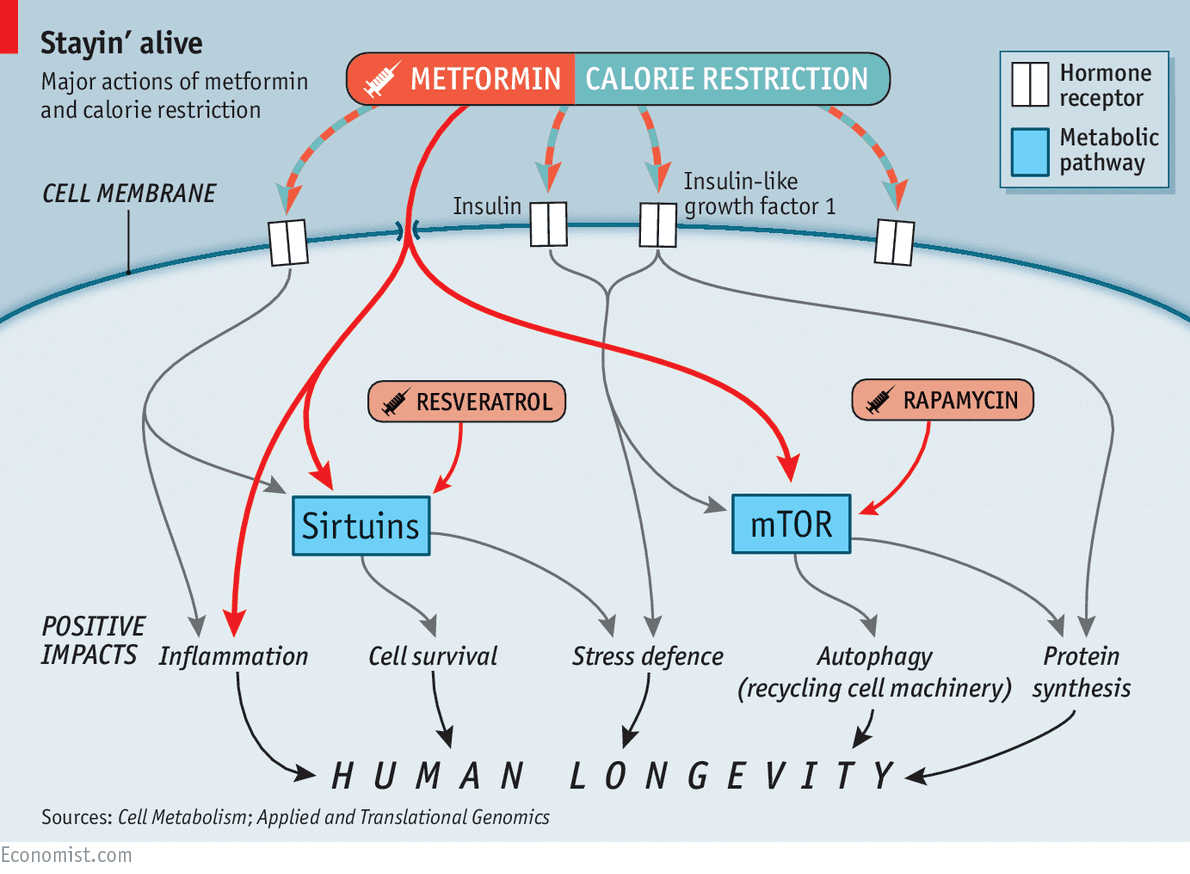 Stayin’ alive
Major actions of metformin
and calorie restriction
METFORMIN
CALORIE RESTRICTION
Hormone
receptor
Metabolic
pathway
CELL MEMBRANE
Insulin
Insulin-like
growth factor 1
RESVERATROL
RAPAMYCIN
Sirtuins
mTOR
POSITIVE
IMPACTS
Inflammation
Cell survival
Stress defence
Autophagy
(recycling cell machinery)
Protein
synthesis
HUMAN LONGEVITY
Sources: Cell Metabolism; Applied and Translational Genomics
Economist.com